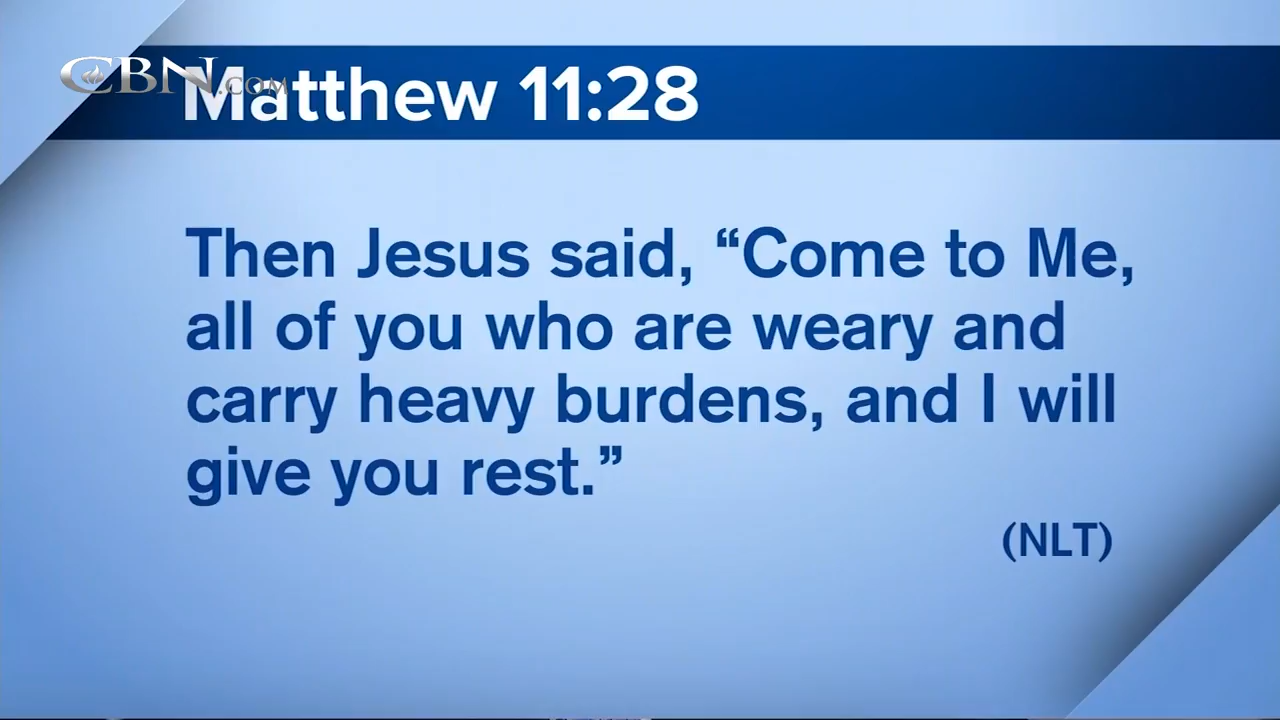 CBN.COM
Matthew 11:28
Then Jesus said, “Come to Me,
all of you who are weary and
carry heavy burdens, and I will
give you rest.”
(NLT)